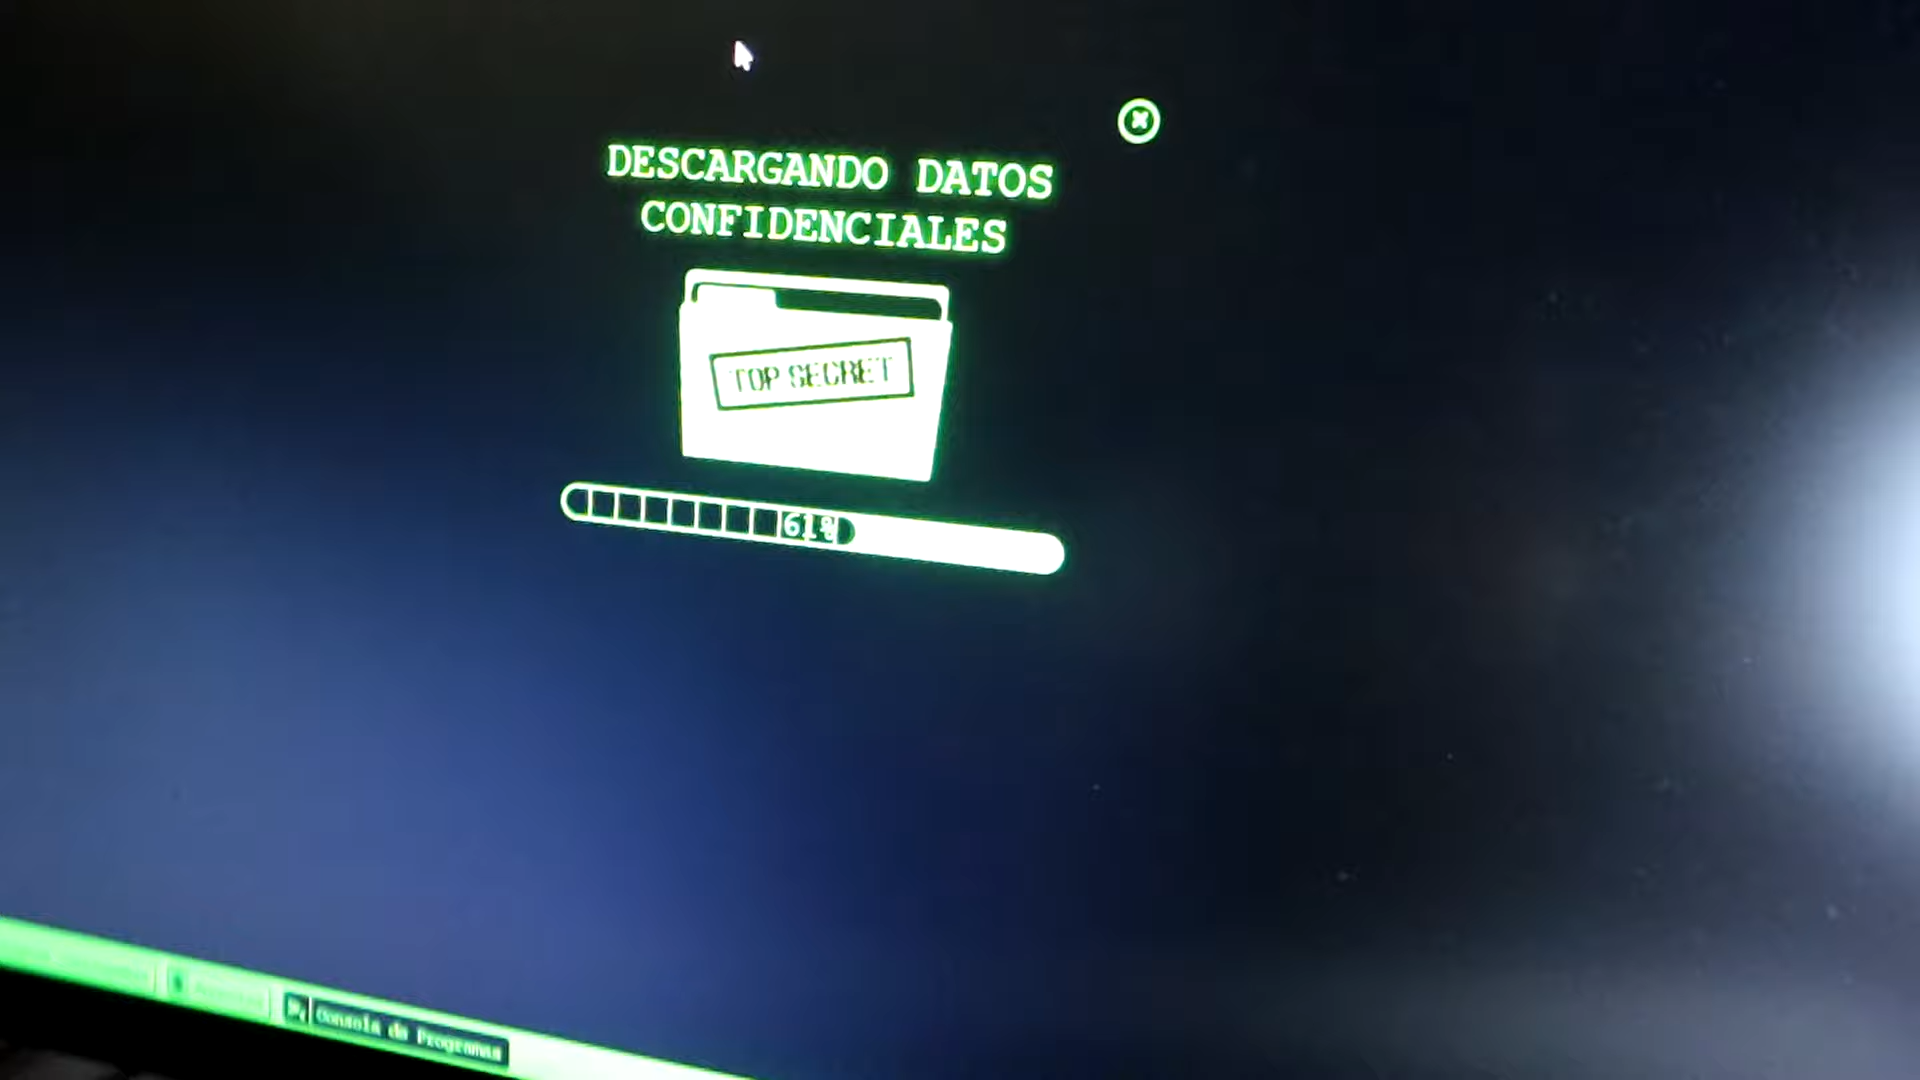 DESCARGANDO DATOS
CONFIDENCIALES
TOP SECRET
61%
Consola de Programas